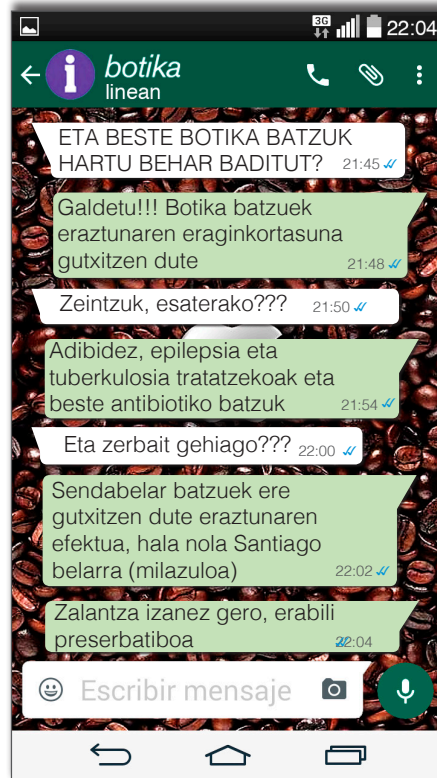 3G 22:04
botika
linean
ETA BESTE BOTIKA BATZUK
HARTU BEHAR BADITUT? 21:45
Galdetu!!! Botika batzuek
eraztunaren eraginkortasuna
gutxitzen dute 21:48
Zeintzuk, esaterako??? 21:50
Adibidez, epilepsia eta
tuberkulosia tratatzekoak eta
beste antibiotiko batzuk 21:54
Eta zerbait gehiago??? 22:00
Sendabelar batzuek ere
gutxitzen dute eraztunaren
efektua, hala nola Santiago
belarra (milazuloa) 22:02
Zalantza izanez gero, erabili
preserbatiboa 22:04
Escribir mensaje